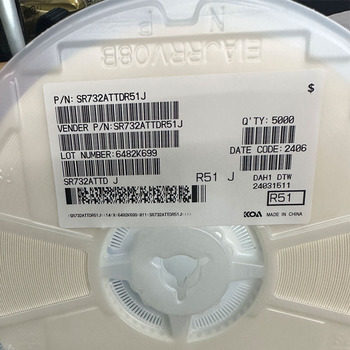 EIAJRRV08B
P N
P/N: SR732ATTDR51J
$
VENDER P/N:SR732ATTDR51J
Q'TY: 5000
LOT NUMBER:6482K699
DATE CODE: 2406
SR732ATTD J
R51 J
DAH1 DTW
24031511
R51
KOA MADE IN CHINA